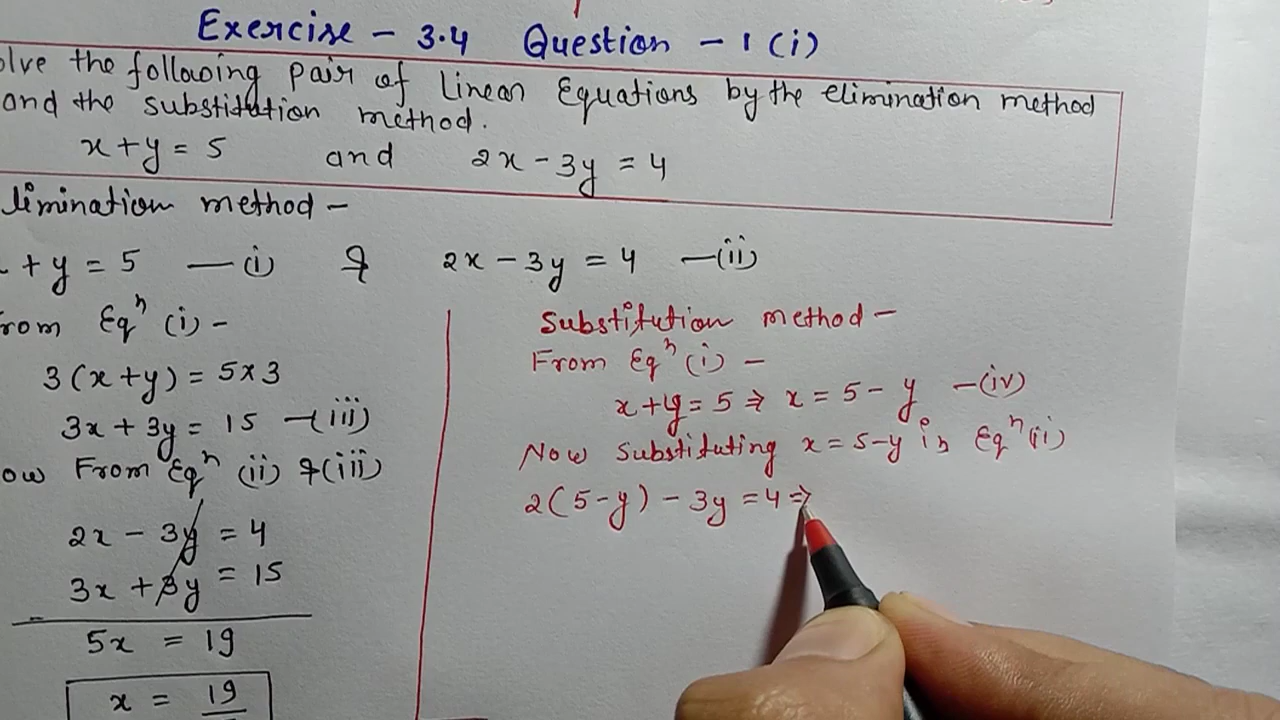 Exercise - 3.4 Question - 1 (i)
olve the following pair of Linear Equations by the elimination method
and the substitution method.
x + y = 5 and 2x - 3y = 4
limination method -
+ y = 5 —(i) & 2x - 3y = 4 —(ii)
rom Eqⁿ (i) -
3(x + y) = 5 × 3
3x + 3y = 15 —(iii)
ow From Eqⁿ (ii) & (iii)
2x - 3y = 4
3x + 3y = 15
5x = 19
x = 19
Substitution method -
From Eqⁿ (i) -
x + y = 5 ⇒ x = 5 - y —(iv)
Now Substituting x = 5 - y in Eqⁿ (ii)
2(5 - y) - 3y = 4 ⇒